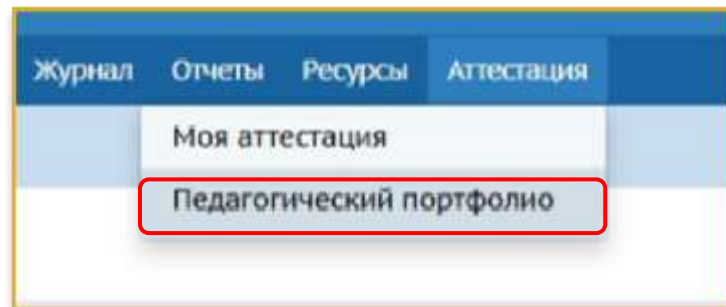 Журнал Отчеты Ресурсы Аттестация
Моя аттестация
Педагогический портфолио